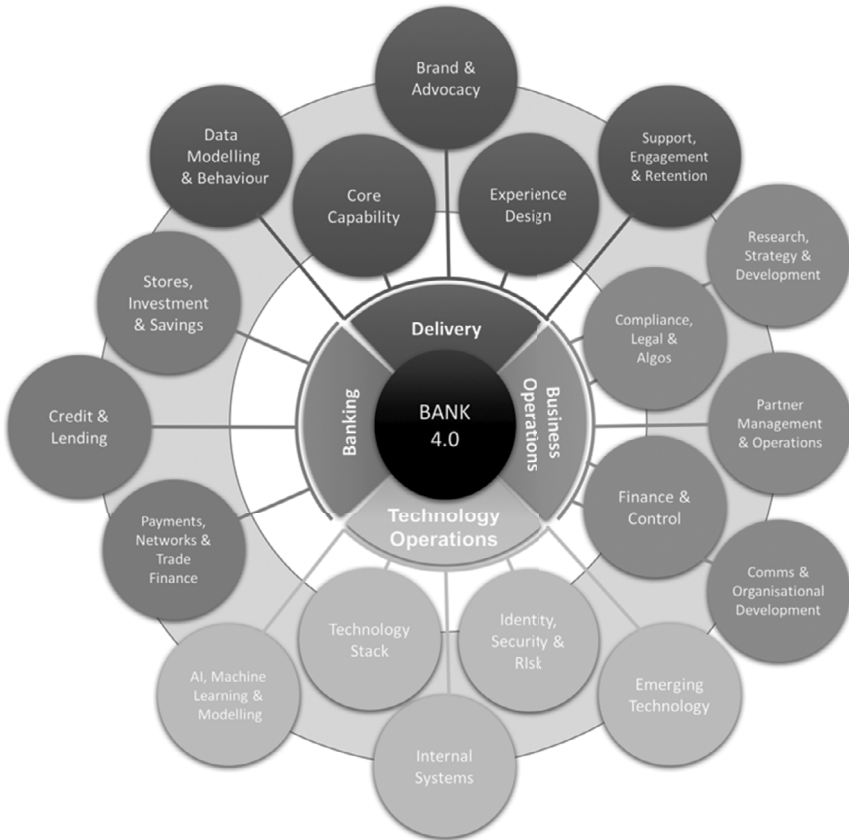 Brand &
Advocacy
Data
Modelling
& Behaviour
Support,
Engagement
& Retention
Core
Capability
Experience
Design
Research,
Strategy &
Development
Stores,
Investment
& Savings
Compliance,
Legal &
Algos
Delivery
Credit &
Lending
Banking
BANK
4.0
Business
Operations
Partner
Management
& Operations
Payments,
Networks &
Trade
Finance
Technology
Operations
Finance &
Control
Comms &
Organisational
Development
Technology
Stack
Identity,
Security &
RIsk
AI, Machine
Learning &
Modelling
Emerging
Technology
Internal
Systems